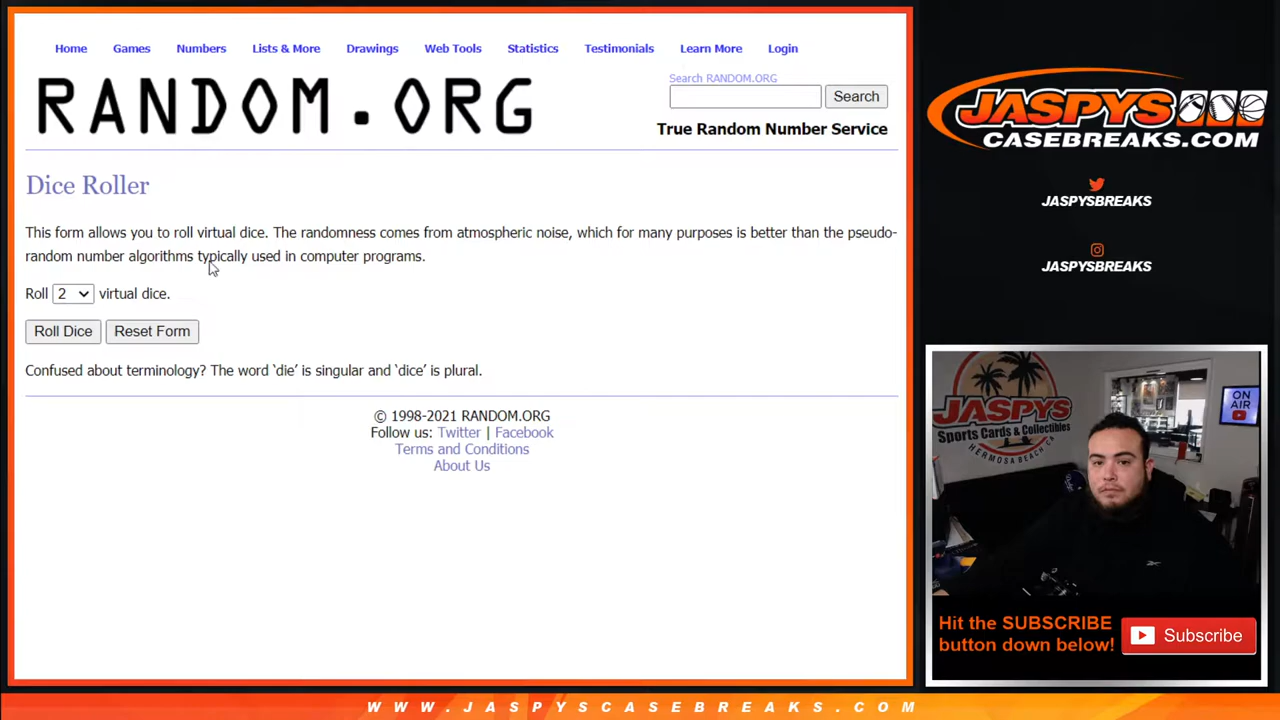 Home Games Numbers Lists & More Drawings Web Tools Statistics Testimonials Learn More Login
RANDOM.ORG
Search RANDOM.ORG
Search
True Random Number Service
Dice Roller
This form allows you to roll virtual dice. The randomness comes from atmospheric noise, which for many purposes is better than the pseudo-
random number algorithms typically used in computer programs.
Roll 2 virtual dice.
Roll Dice Reset Form
Confused about terminology? The word ‘die’ is singular and ‘dice’ is plural.
© 1998-2021 RANDOM.ORG
Follow us: Twitter | Facebook
Terms and Conditions
About Us
JASPYS
CASEBREAKS.COM
JASPYSBREAKS
JASPYSBREAKS
JASPYS
Sports Cards & Collectibles
HERMOSA BEACH, CA
ON
AIR
Hit the SUBSCRIBE
button down below!
Subscribe
WWW.JASPYSCASEBREAKS.COM